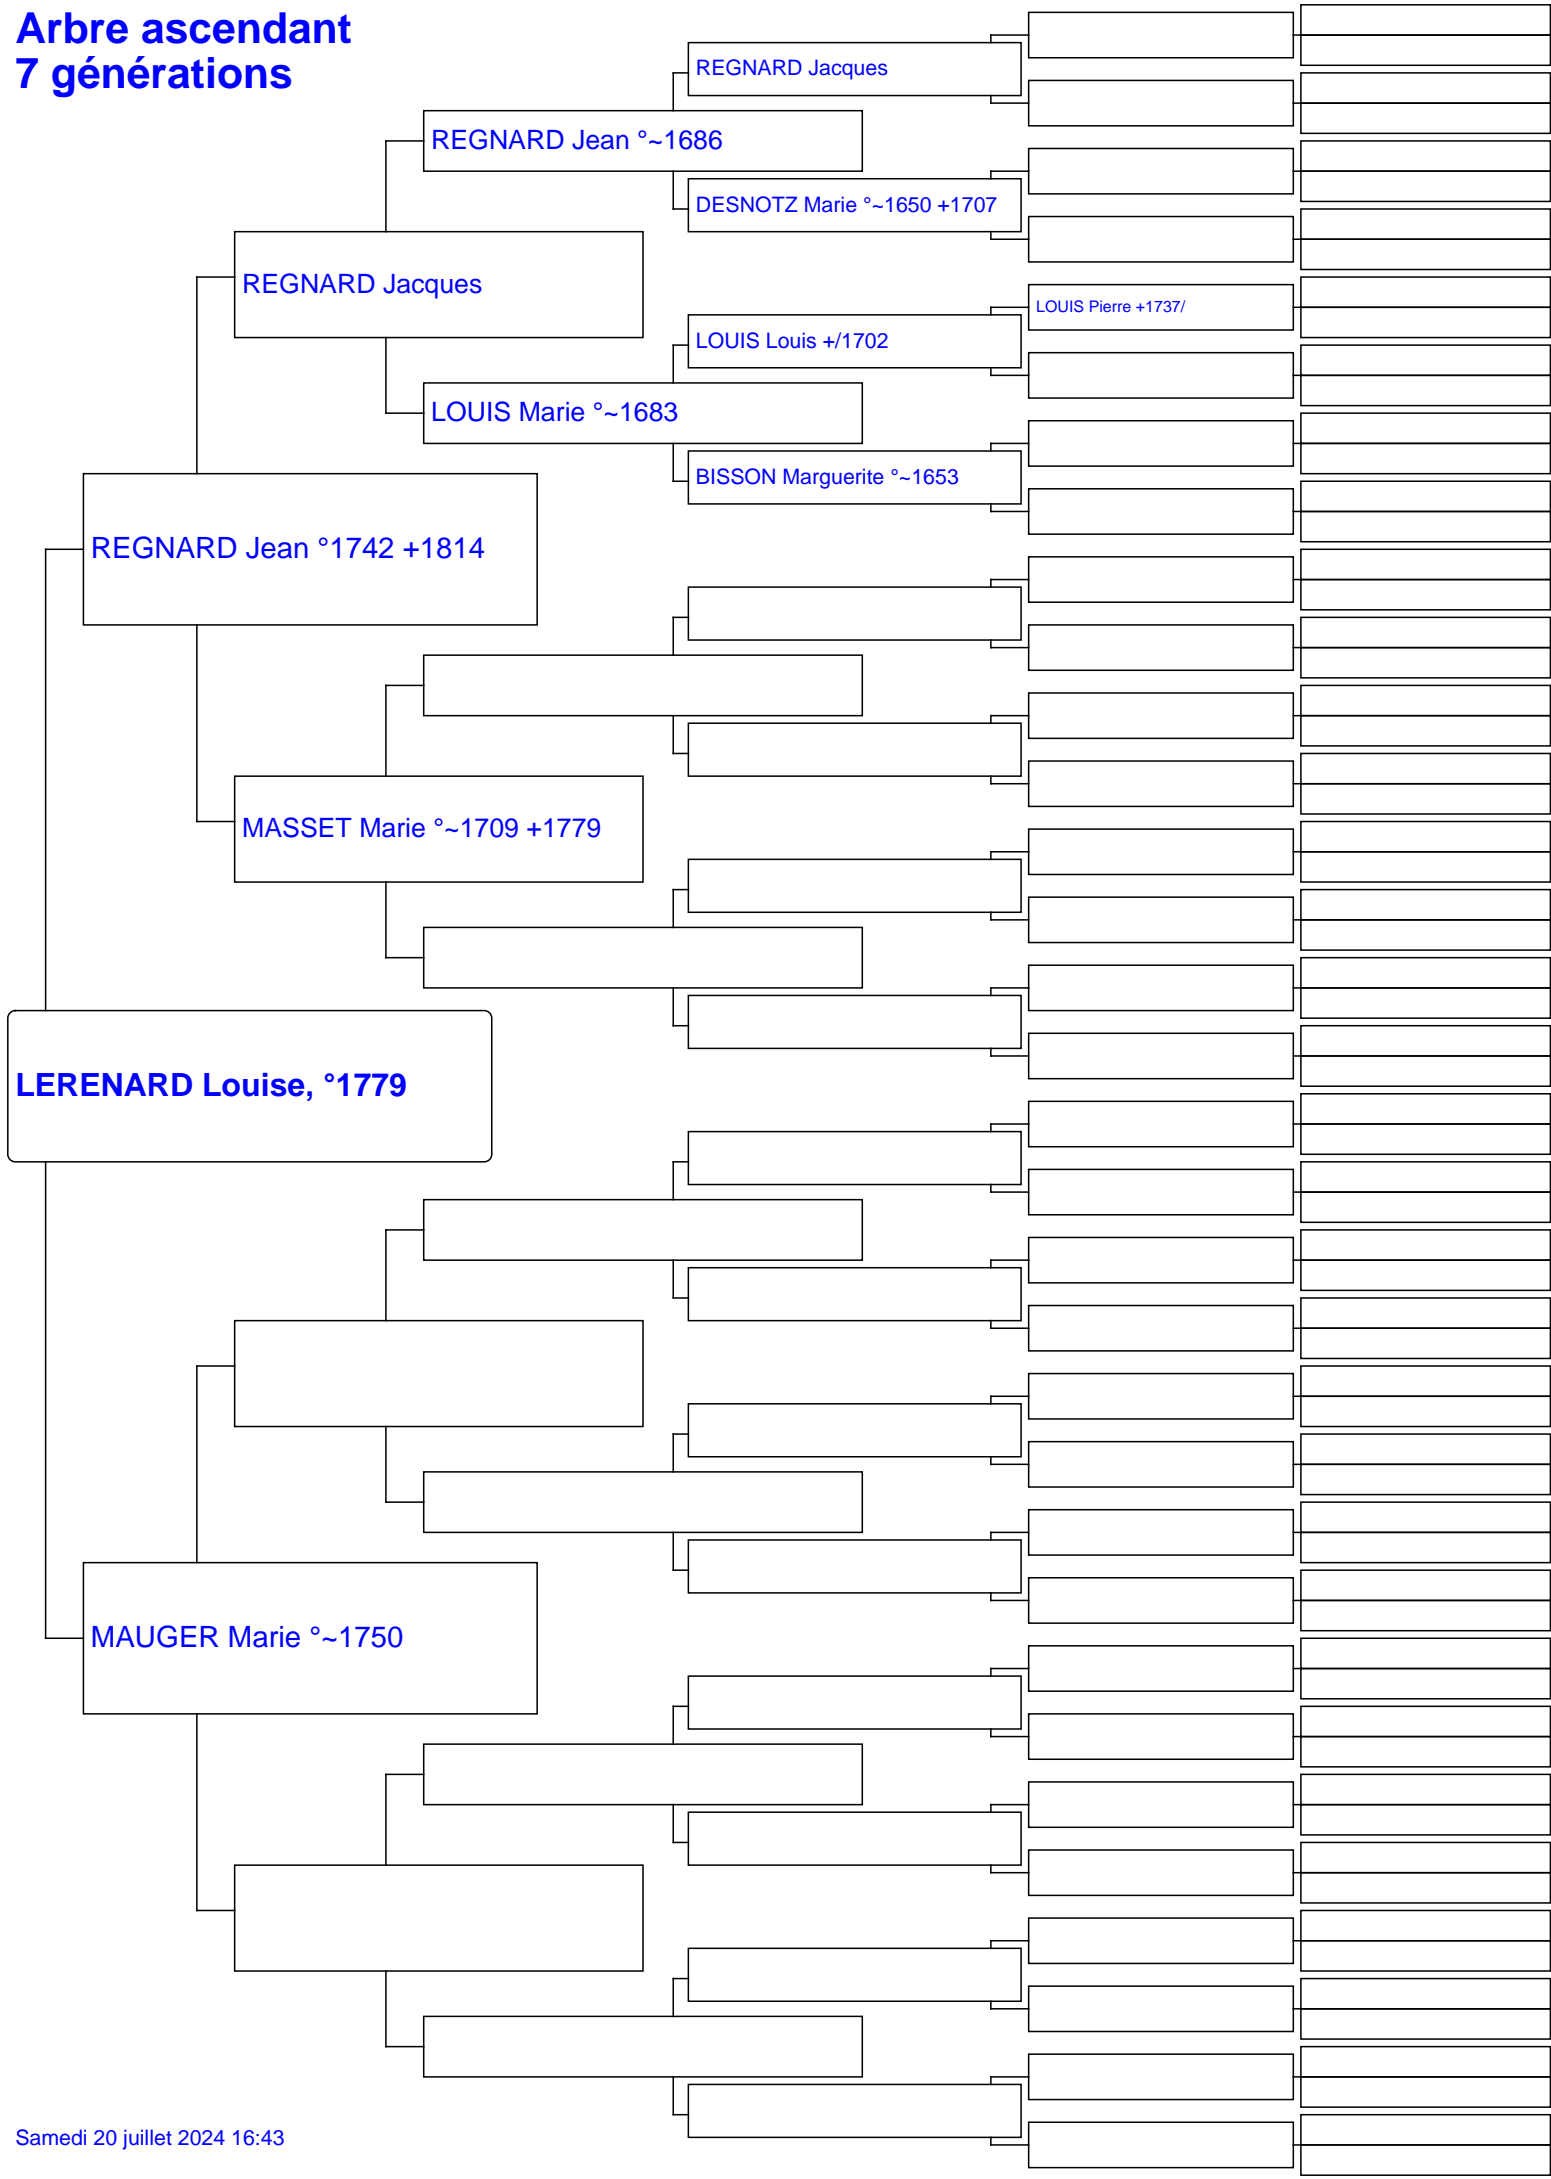 Arbre ascendant
7 générations
REGNARD Jacques
REGNARD Jean °~1686
DESNOTZ Marie °~1650 +1707
REGNARD Jacques
LOUIS Pierre +1737/
LOUIS Louis +/1702
LOUIS Marie °~1683
BISSON Marguerite °~1653
REGNARD Jean °1742 +1814
MASSET Marie °~1709 +1779
LERENARD Louise, °1779
MAUGER Marie °~1750
Samedi 20 juillet 2024 16:43